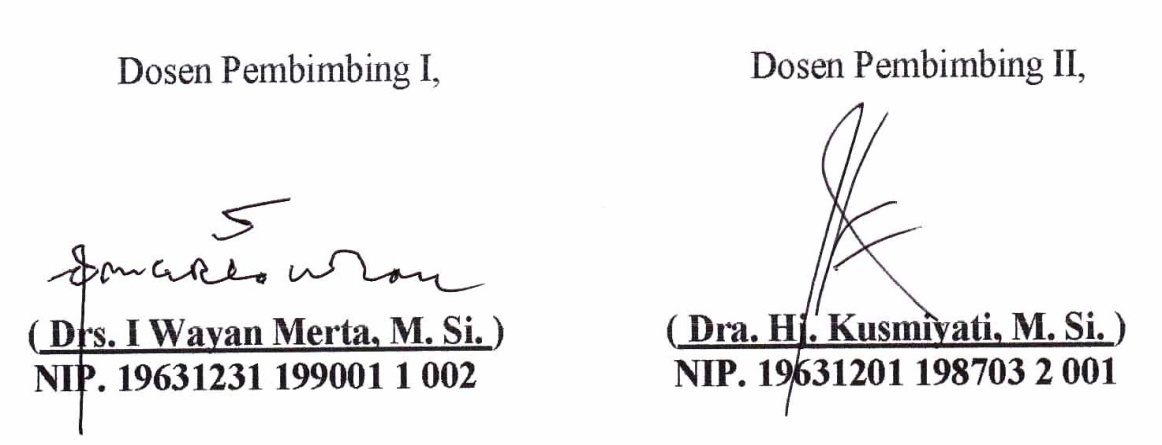 Dosen Pembimbing I,
( Drs. I Wayan Merta, M. Si. )
NIP. 19631231 199001 1 002
Dosen Pembimbing II,
( Dra. Hj. Kusmiyati, M. Si. )
NIP. 19631201 198703 2 001